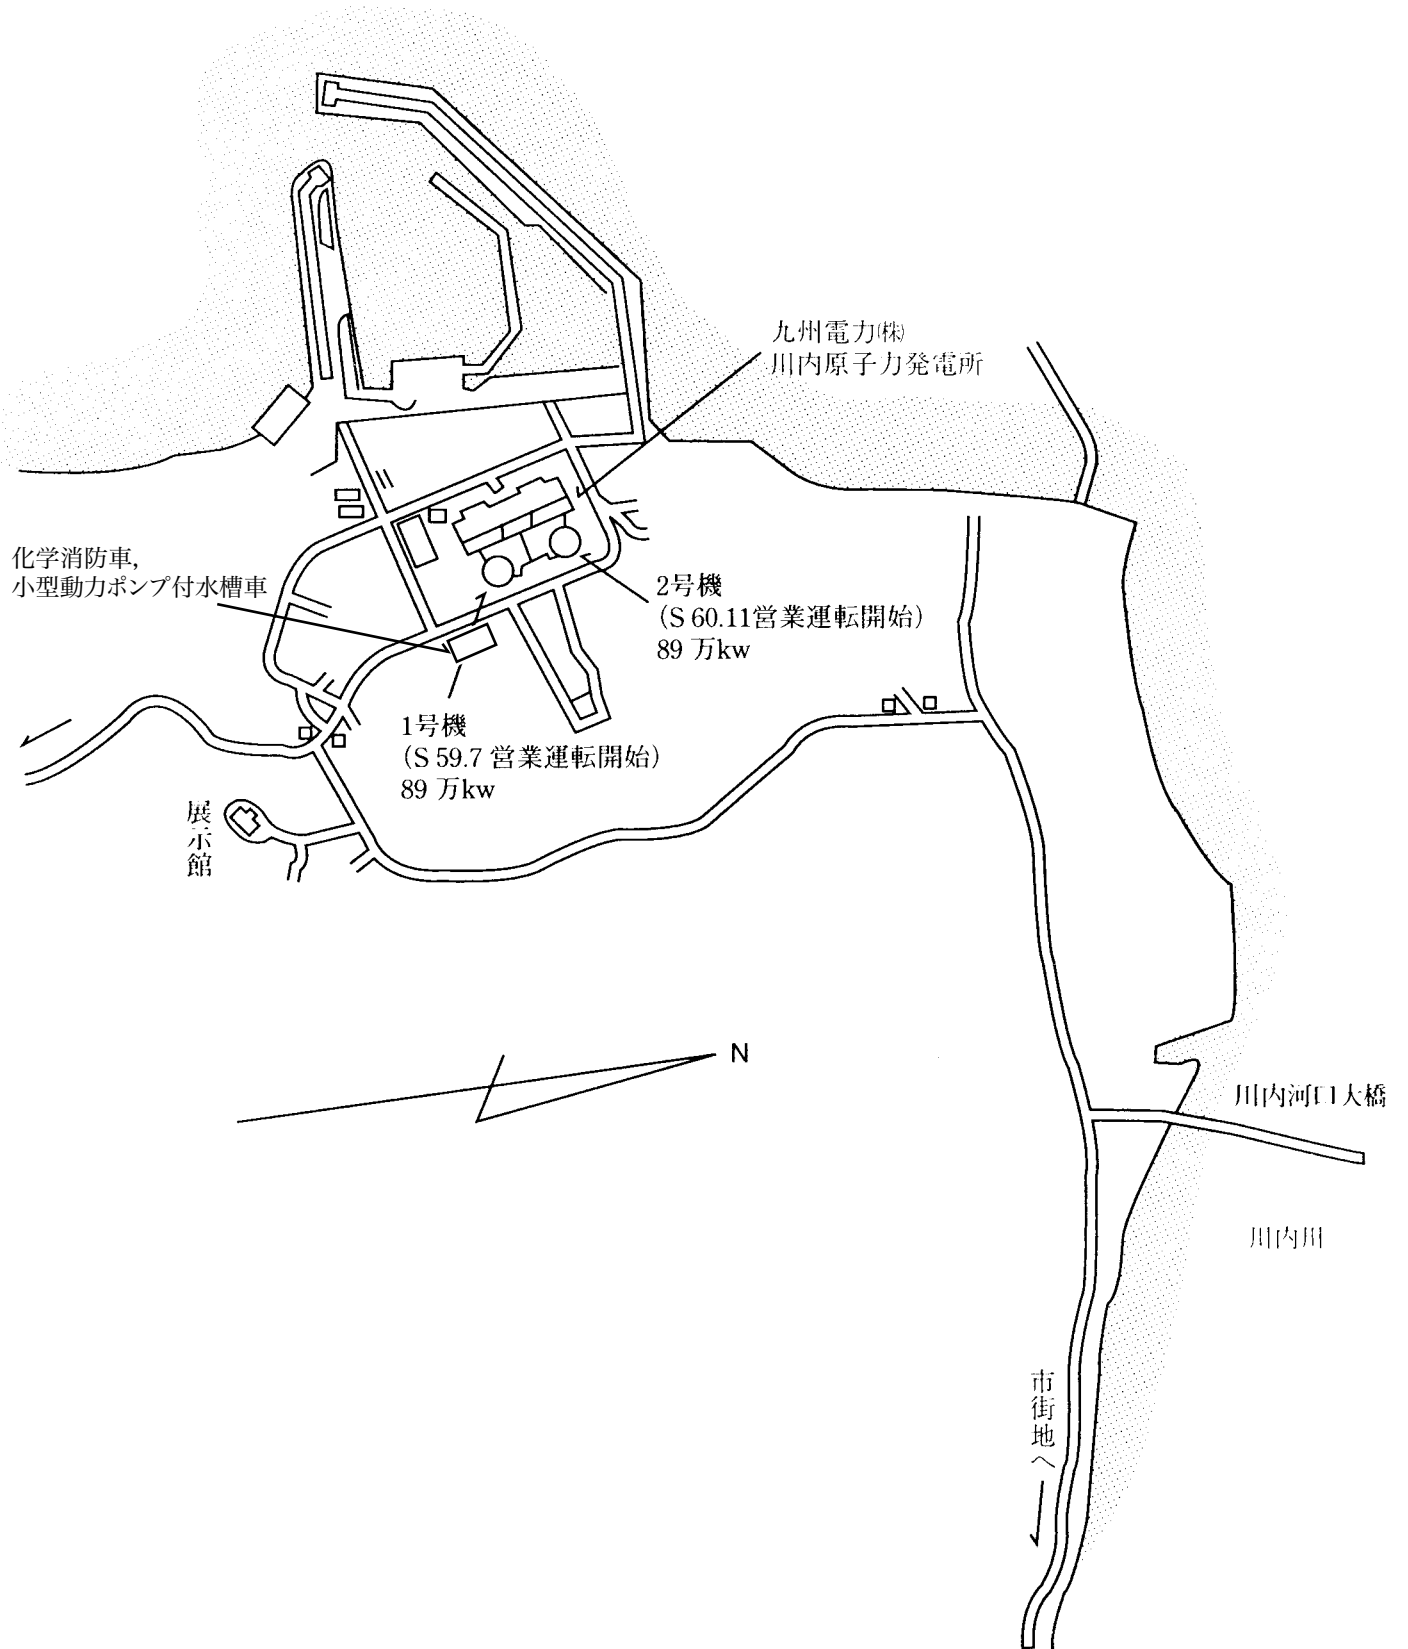 九州電力㈱
川内原子力発電所
化学消防車,
小型動力ポンプ付水槽車
2号機
(S 60.11営業運転開始)
89 万kw
1号機
(S 59.7 営業運転開始)
89 万kw
展示館
N
川内河口大橋
川内川
市街地へ